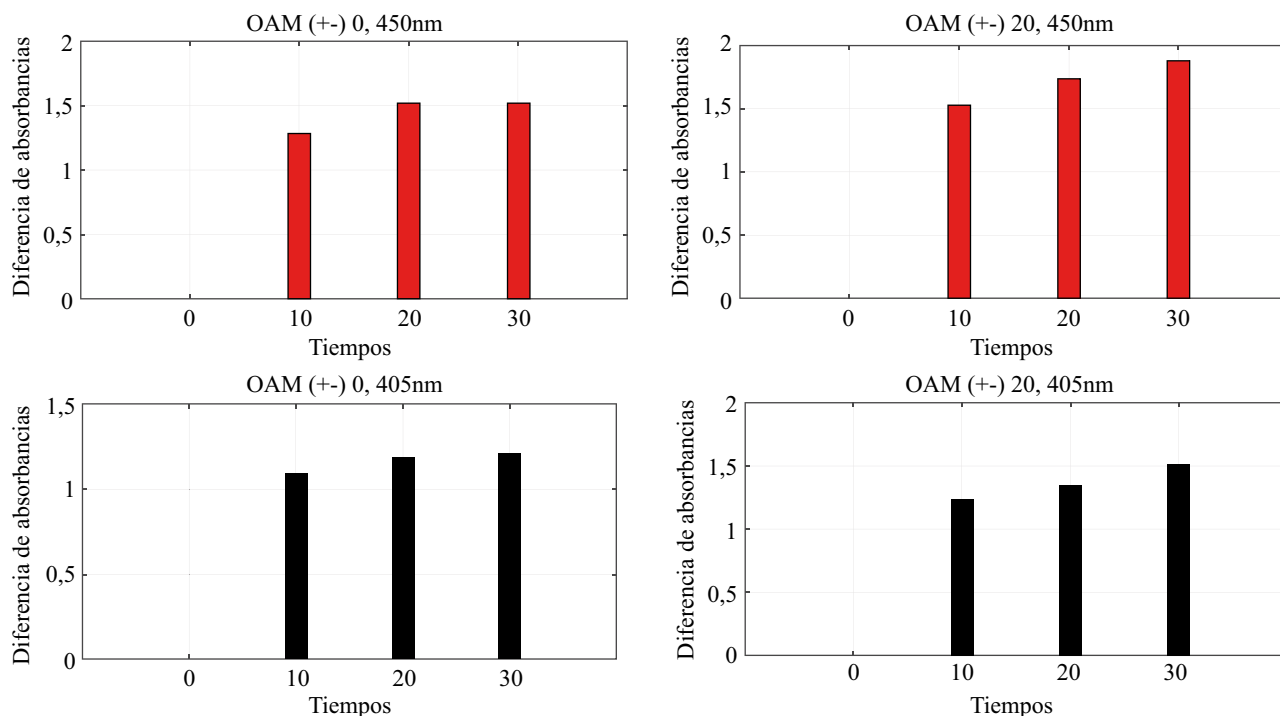 OAM (+-) 0, 450nm
Diferencia de absorbancias
2
1,5
1
0,5
0
0 10 20 30
Tiempos
OAM (+-) 20, 450nm
Diferencia de absorbancias
2
1,5
1
0,5
0
0 10 20 30
Tiempos
OAM (+-) 0, 405nm
Diferencia de absorbancias
1,5
1
0,5
0
0 10 20 30
Tiempos
OAM (+-) 20, 405nm
Diferencia de absorbancias
2
1,5
1
0,5
0
0 10 20 30
Tiempos